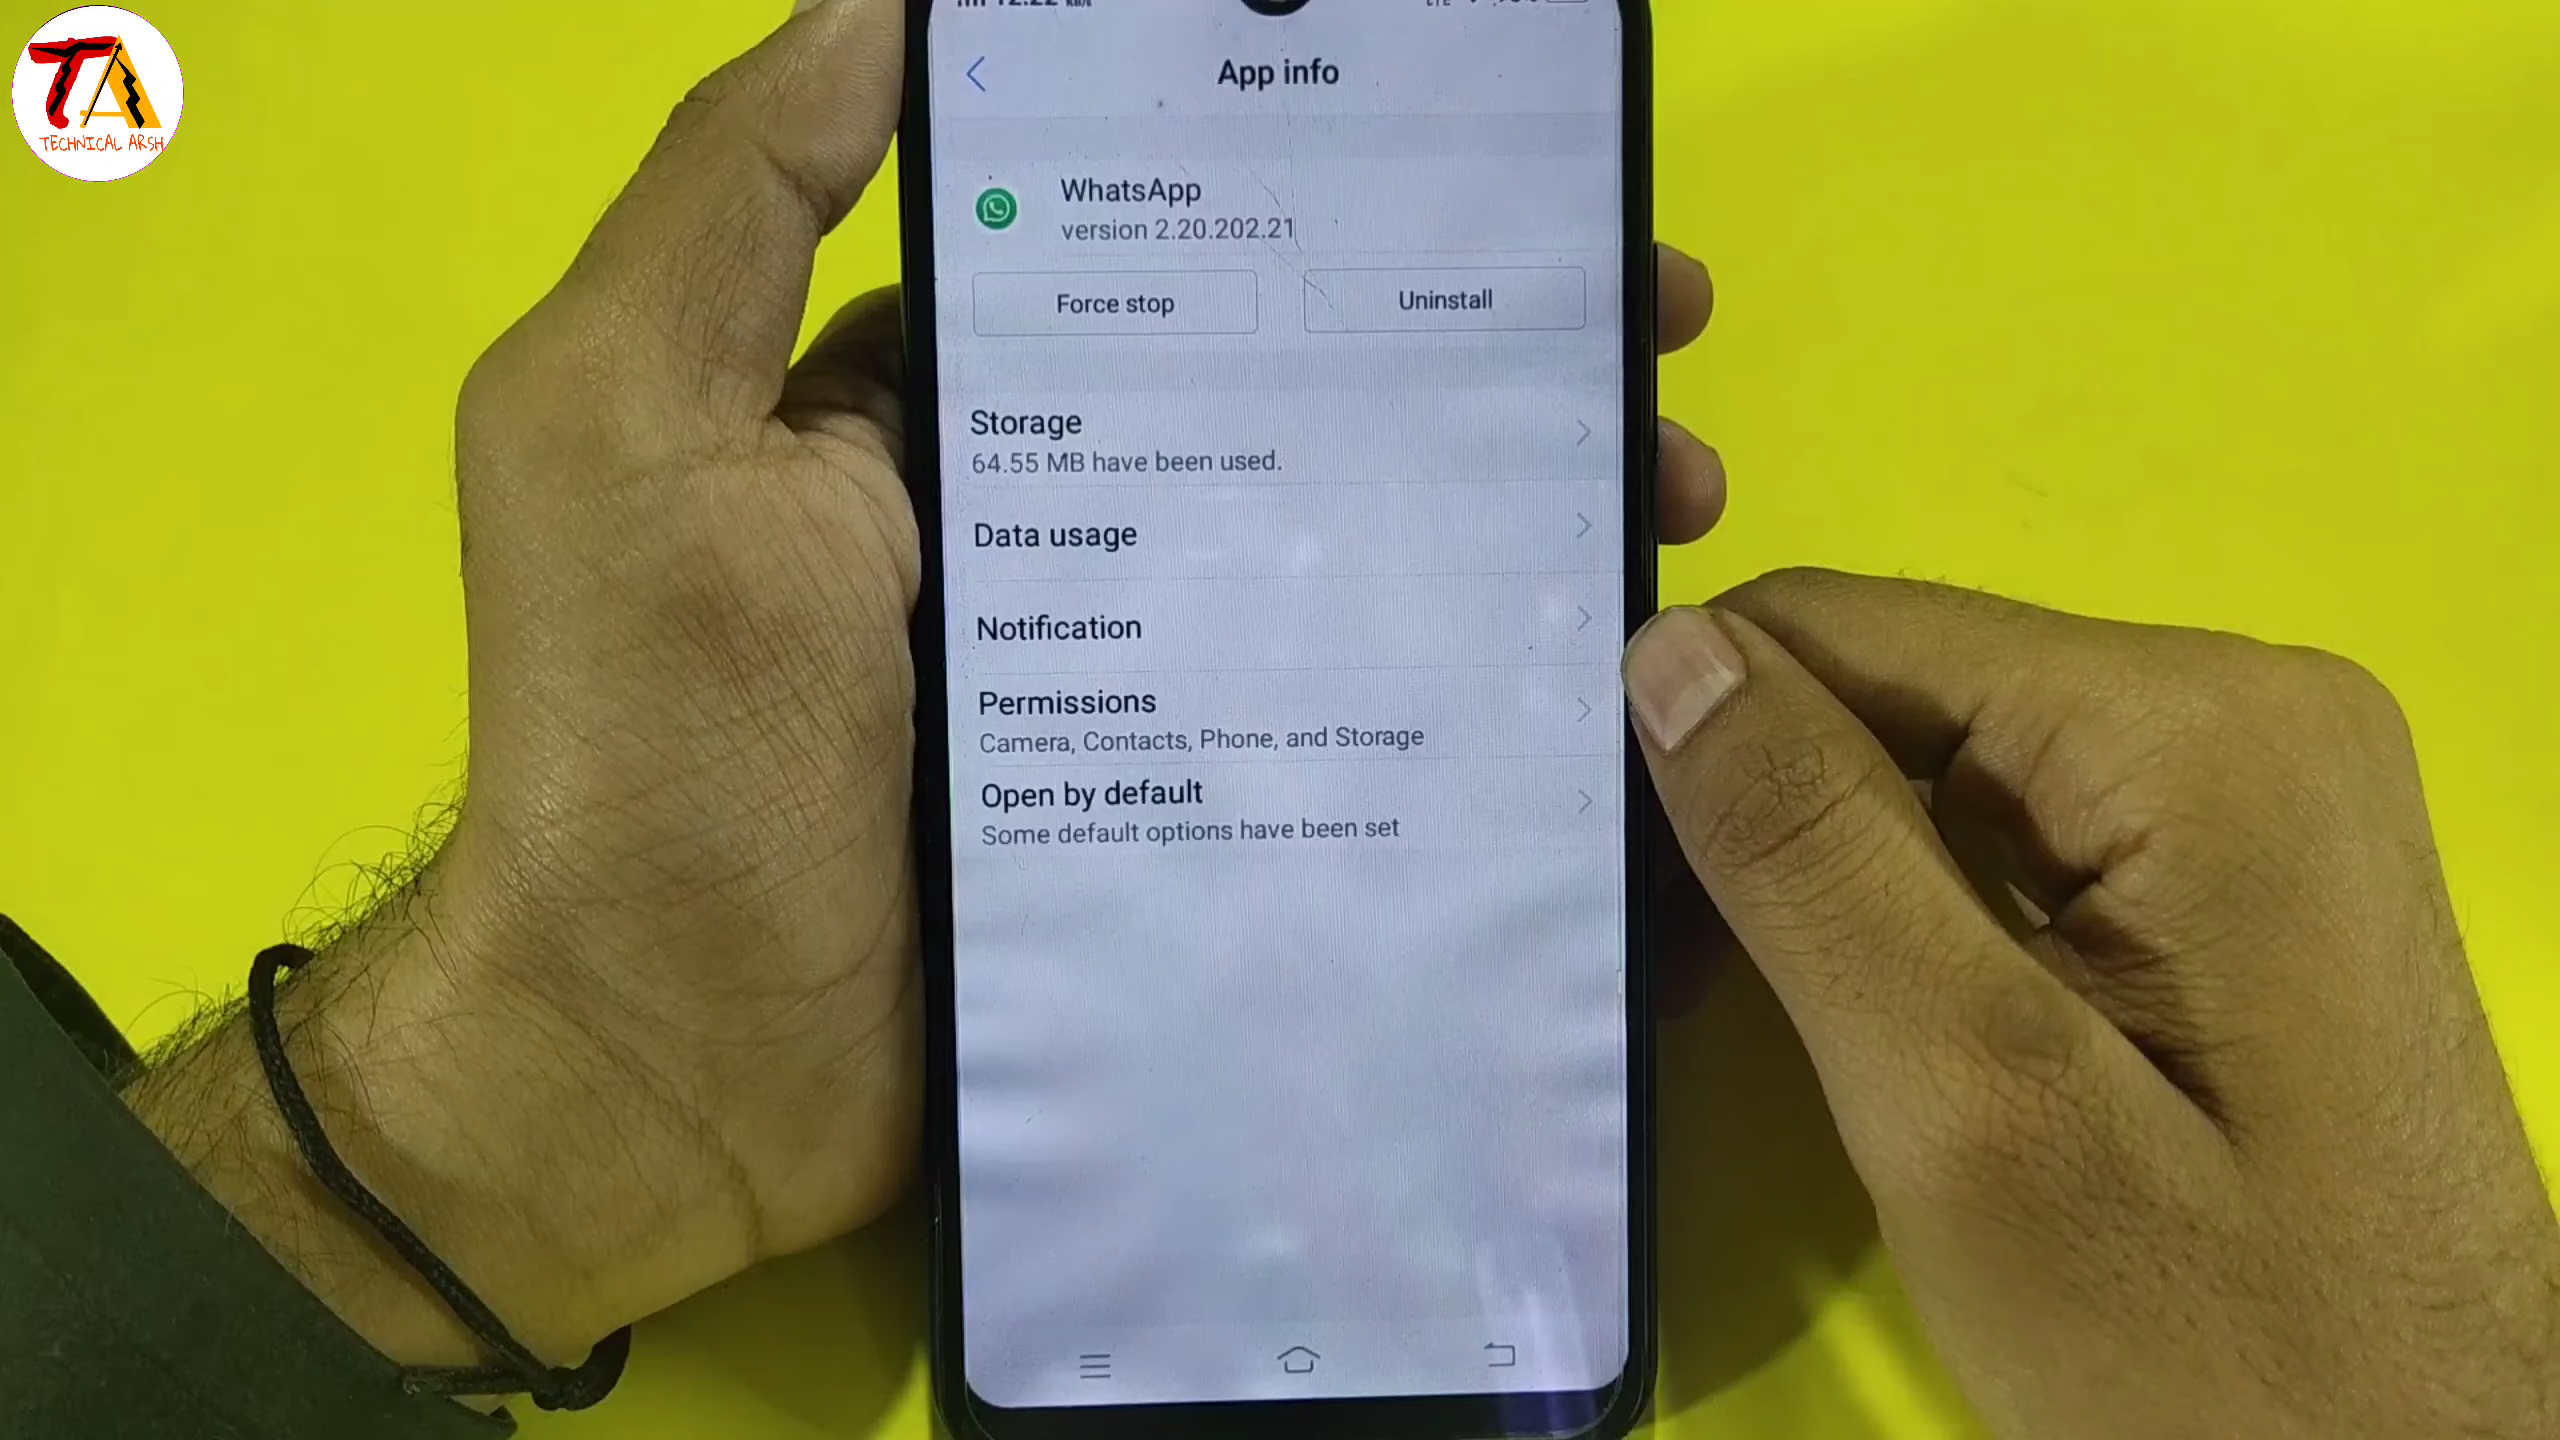 TA
TECHNICAL ARSH
App info
WhatsApp
version 2.20.202.21
Force stop
Uninstall
Storage
64.55 MB have been used.
Data usage
Notification
Permissions
Camera, Contacts, Phone, and Storage
Open by default
Some default options have been set